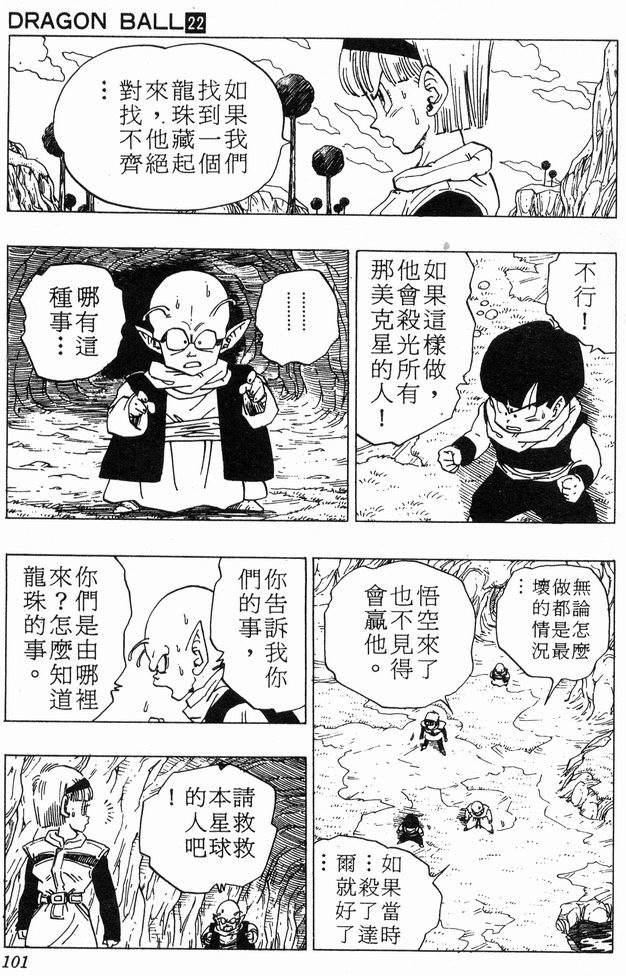 DRAGON BALL 22
如果我們
找到一個
龍珠藏起
來，他絕
對找不齊
…
不行！
如果這樣做，
他會殺光所有
那美克星的人！
………
哪有這
種事…
無論怎麼
做都是最
壞的情況
…
悟空來了
也不見得
會贏他。
如果當時
…殺了達
爾就好了
…
你告訴我你
們的事，
你們是由哪裡
來？怎麼知道
龍珠的事。
請救救
本星球
的人吧
！
101